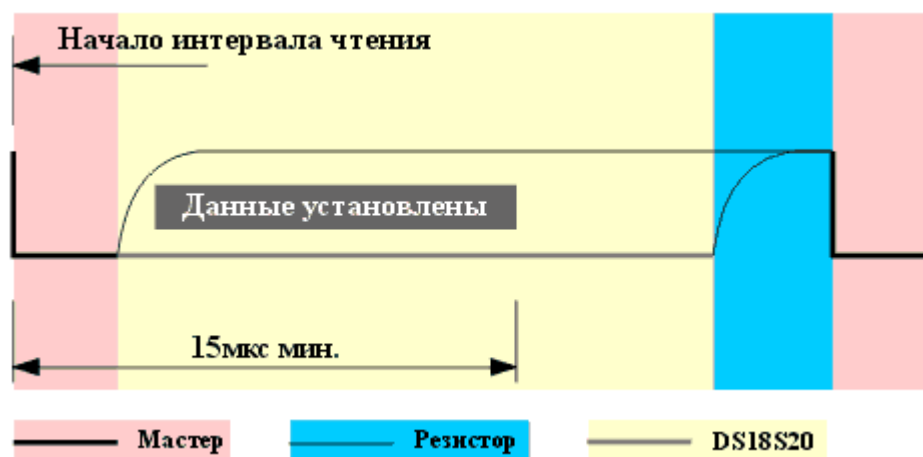 Начало интервала чтения
Данные установлены
15мкс мин.
Мастер
Резистор
DS18S20